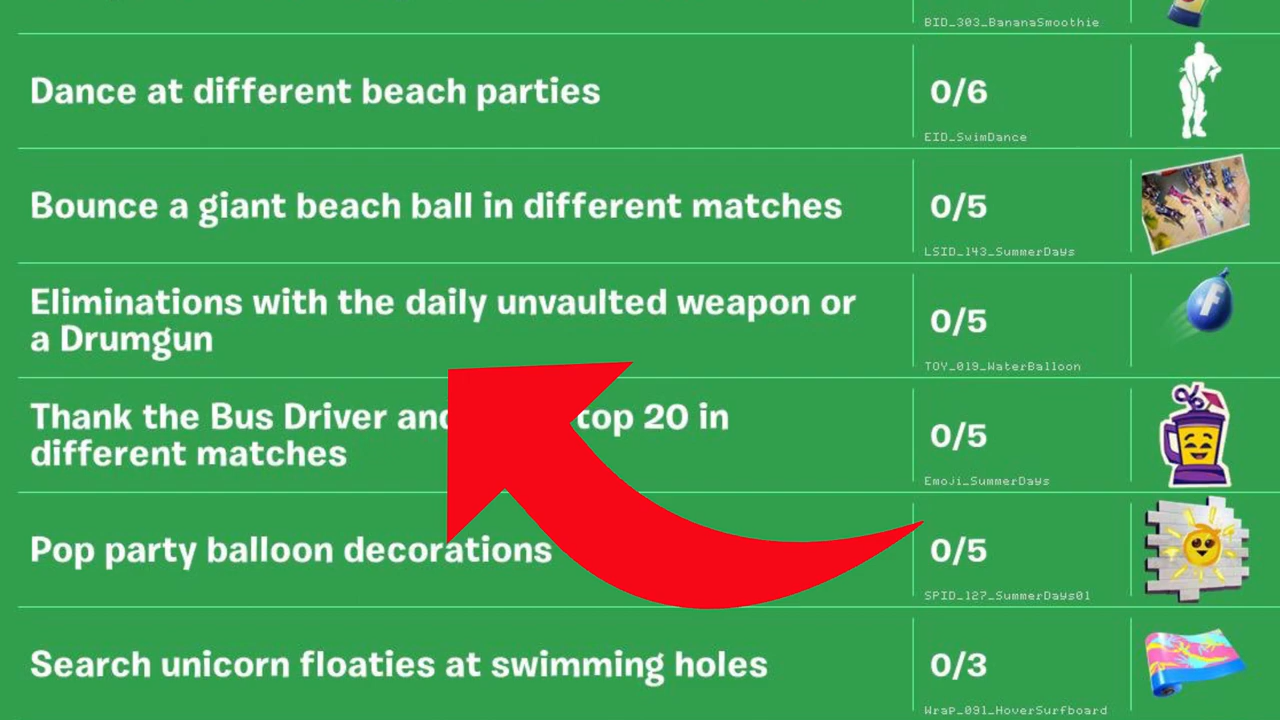 BID_303_BananaSmoothie
Dance at different beach parties
0/6
EID_SwimDance
Bounce a giant beach ball in different matches
0/5
LSID_143_SummerDays
Eliminations with the daily unvaulted weapon or
a Drumgun
0/5
TOY_019_WaterBalloon
F
Thank the Bus Driver and top 20 in
different matches
0/5
Emoji_SummerDays
Pop party balloon decorations
0/5
SPID_127_SummerDays01
Search unicorn floaties at swimming holes
0/3
Wrap_091_HoverSurfboard